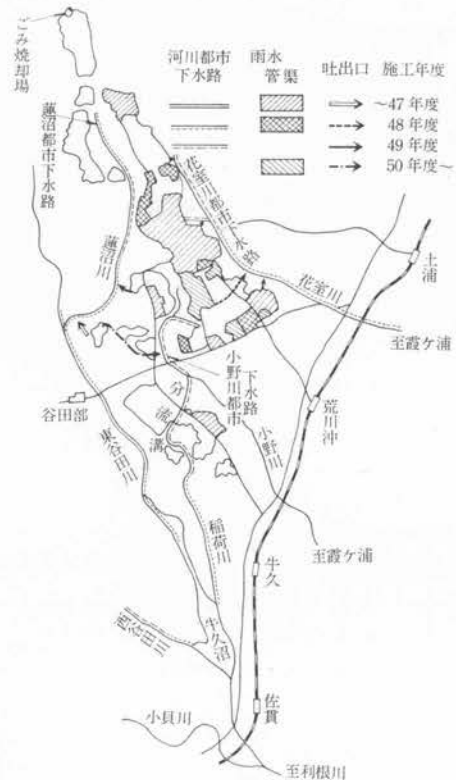 ごみ焼却場
河川都市下水路
雨水管渠
吐出口
施工年度
～47年度
48年度
49年度
50年度～
蓮沼都市下水路
花室川都市下水路
蓮沼川
土浦
花室川
至霞ケ浦
小野川都市下水路
谷田部
分流溝
荒川沖
東谷田川
小野川
稲荷川
至霞ケ浦
牛久
牛久沼
西谷田川
佐貫
小貝川
至利根川